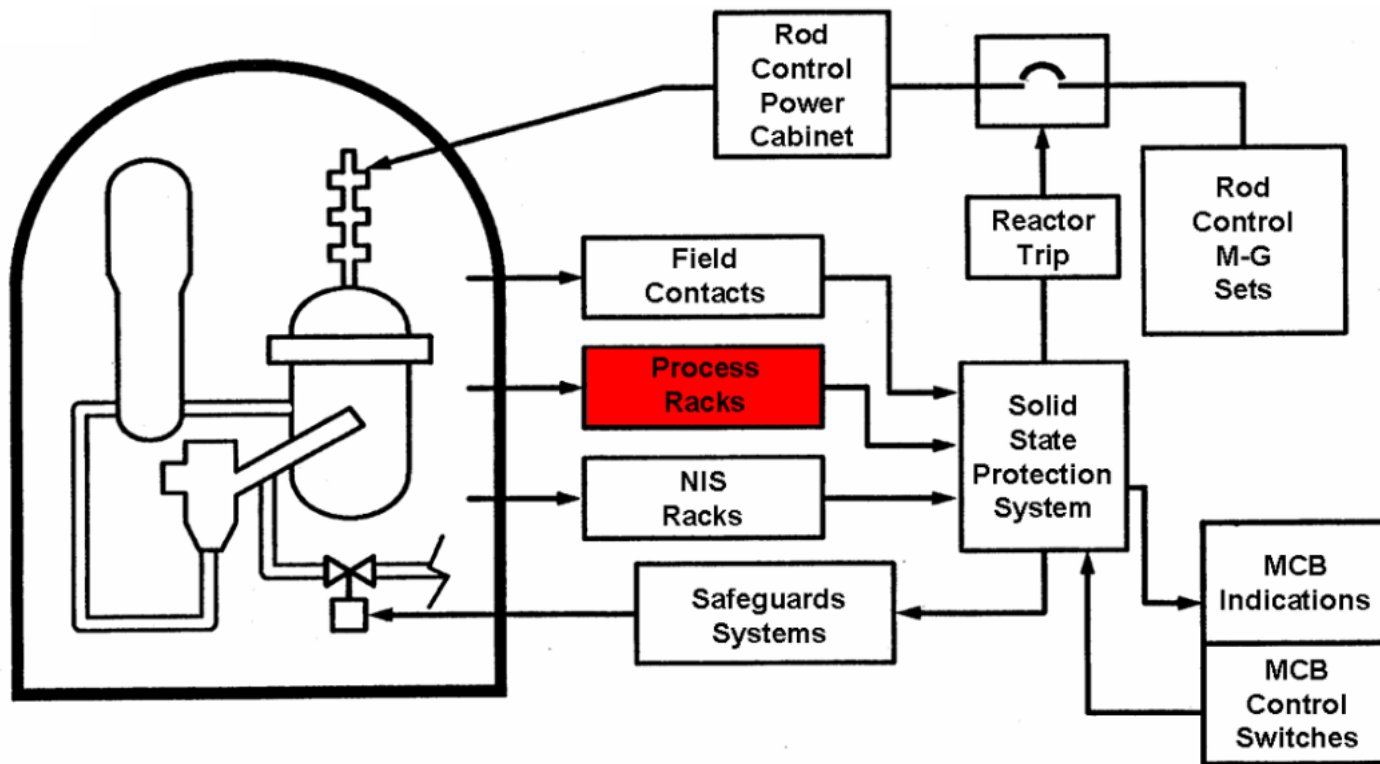 Rod
Control
Power
Cabinet
Rod
Control
M-G
Sets
Reactor
Trip
Field
Contacts
Process
Racks
NIS
Racks
Solid
State
Protection
System
Safeguards
Systems
MCB
Indications
MCB
Control
Switches